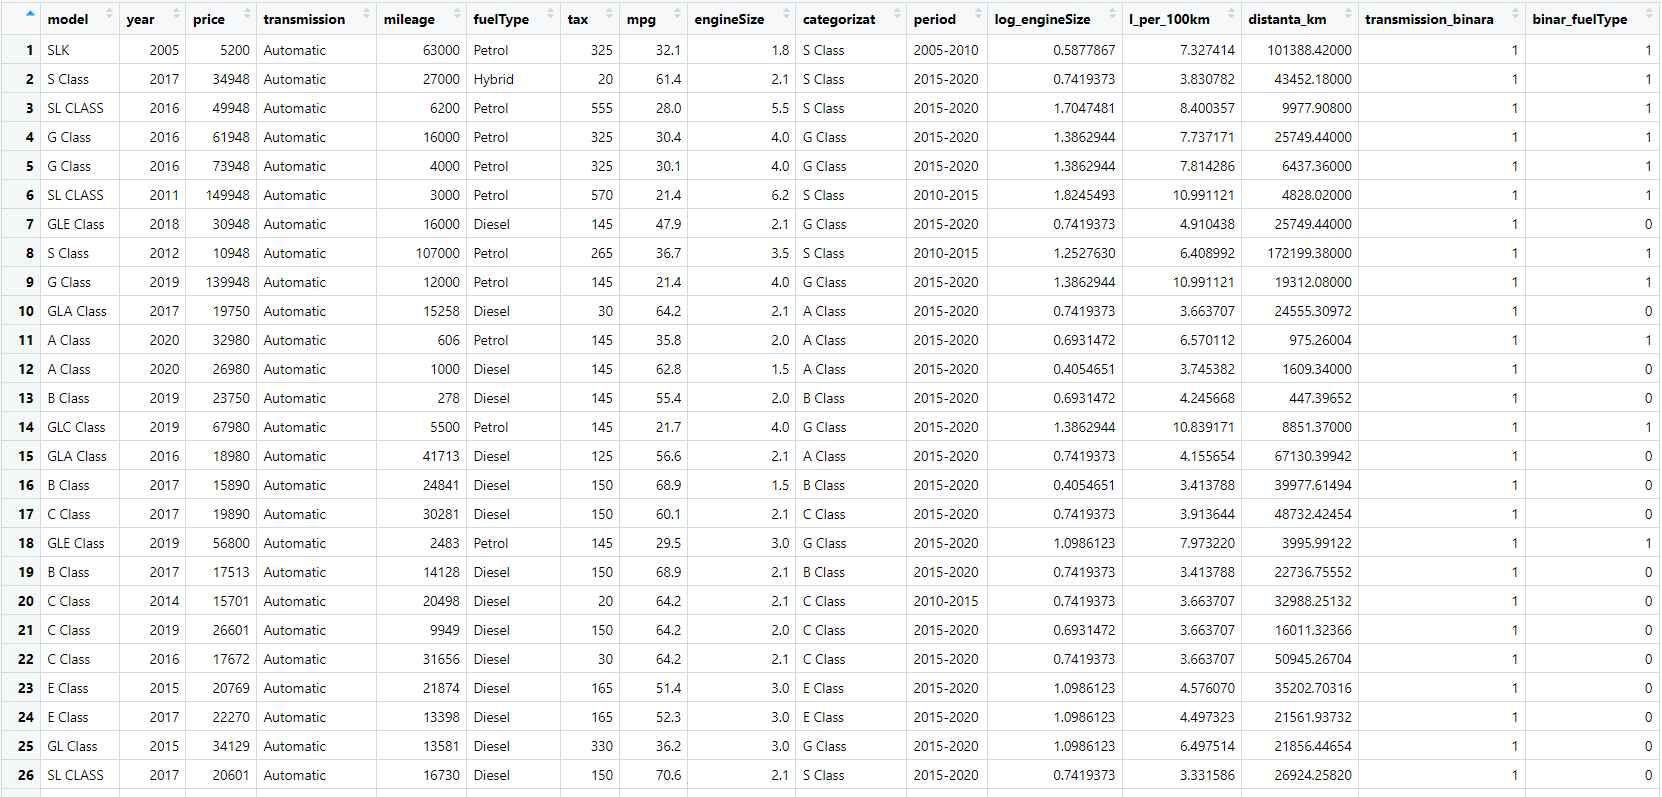 model year price transmission mileage fuelType tax mpg engineSize categorizat period log_engineSize l_per_100km distanta_km transmission_binara binar_fuelType
1 SLK 2005 5200 Automatic 63000 Petrol 325 32.1 1.8 S Class 2005-2010 0.5877867 7.327414 101388.42000 1 1
2 S Class 2017 34948 Automatic 27000 Hybrid 20 61.4 2.1 S Class 2015-2020 0.7419373 3.830782 43452.18000 1 1
3 SL CLASS 2016 49948 Automatic 6200 Petrol 555 28.0 5.5 S Class 2015-2020 1.7047481 8.400357 9977.90800 1 1
4 G Class 2016 61948 Automatic 16000 Petrol 325 30.4 4.0 G Class 2015-2020 1.3862944 7.737171 25749.44000 1 1
5 G Class 2016 73948 Automatic 4000 Petrol 325 30.1 4.0 G Class 2015-2020 1.3862944 7.814286 6437.36000 1 1
6 SL CLASS 2011 149948 Automatic 3000 Petrol 570 21.4 6.2 S Class 2010-2015 1.8245493 10.991121 4828.02000 1 1
7 GLE Class 2018 30948 Automatic 16000 Diesel 145 47.9 2.1 G Class 2015-2020 0.7419373 4.910438 25749.44000 1 0
8 S Class 2012 10948 Automatic 107000 Petrol 265 36.7 3.5 S Class 2010-2015 1.2527630 6.408992 172199.38000 1 1
9 G Class 2019 139948 Automatic 12000 Petrol 145 21.4 4.0 G Class 2015-2020 1.3862944 10.991121 19312.08000 1 1
10 GLA Class 2017 19750 Automatic 15258 Diesel 30 64.2 2.1 A Class 2015-2020 0.7419373 3.663707 24555.30972 1 0
11 A Class 2020 32980 Automatic 606 Petrol 145 35.8 2.0 A Class 2015-2020 0.6931472 6.570112 975.26004 1 1
12 A Class 2020 26980 Automatic 1000 Diesel 145 62.8 1.5 A Class 2015-2020 0.4054651 3.745382 1609.34000 1 0
13 B Class 2019 23750 Automatic 278 Diesel 145 55.4 2.0 B Class 2015-2020 0.6931472 4.245668 447.39652 1 0
14 GLC Class 2019 67980 Automatic 5500 Petrol 145 21.7 4.0 G Class 2015-2020 1.3862944 10.839171 8851.37000 1 1
15 GLA Class 2016 18980 Automatic 41713 Diesel 125 56.6 2.1 A Class 2015-2020 0.7419373 4.155654 67130.39942 1 0
16 B Class 2017 15890 Automatic 24841 Diesel 150 68.9 1.5 B Class 2015-2020 0.4054651 3.413788 39977.61494 1 0
17 C Class 2017 19890 Automatic 30281 Diesel 150 60.1 2.1 C Class 2015-2020 0.7419373 3.913644 48732.42454 1 0
18 GLE Class 2019 56800 Automatic 2483 Petrol 145 29.5 3.0 G Class 2015-2020 1.0986123 7.973220 3995.99122 1 1
19 B Class 2017 17513 Automatic 14128 Diesel 150 68.9 2.1 B Class 2015-2020 0.7419373 3.413788 22736.75552 1 0
20 C Class 2014 15701 Automatic 20498 Diesel 20 64.2 2.1 C Class 2010-2015 0.7419373 3.663707 32988.25132 1 0
21 C Class 2019 26601 Automatic 9949 Diesel 150 64.2 2.0 C Class 2015-2020 0.6931472 3.663707 16011.32366 1 0
22 C Class 2016 17672 Automatic 31656 Diesel 30 64.2 2.1 C Class 2015-2020 0.7419373 3.663707 50945.26704 1 0
23 E Class 2015 20769 Automatic 21874 Diesel 165 51.4 3.0 E Class 2015-2020 1.0986123 4.576070 35202.70316 1 0
24 E Class 2017 22270 Automatic 13398 Diesel 165 52.3 3.0 E Class 2015-2020 1.0986123 4.497323 21561.93732 1 0
25 GL Class 2015 34129 Automatic 13581 Diesel 330 36.2 3.0 G Class 2015-2020 1.0986123 6.497514 21856.44654 1 0
26 SL CLASS 2017 20601 Automatic 16730 Diesel 150 70.6 2.1 S Class 2015-2020 0.7419373 3.331586 26924.25820 1 0